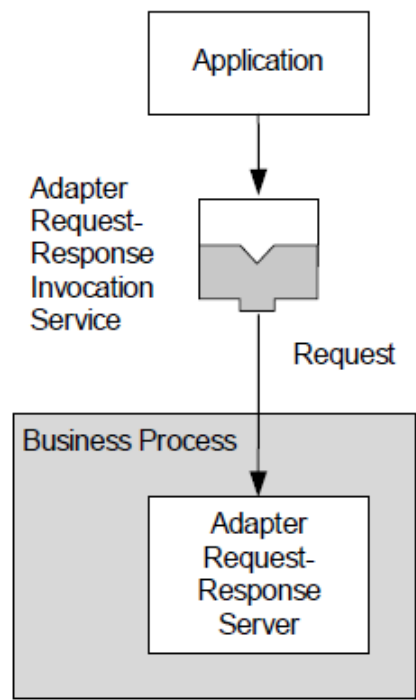 Application
Adapter
Request-
Response
Invocation
Service
Request
Business Process
Adapter
Request-
Response
Server